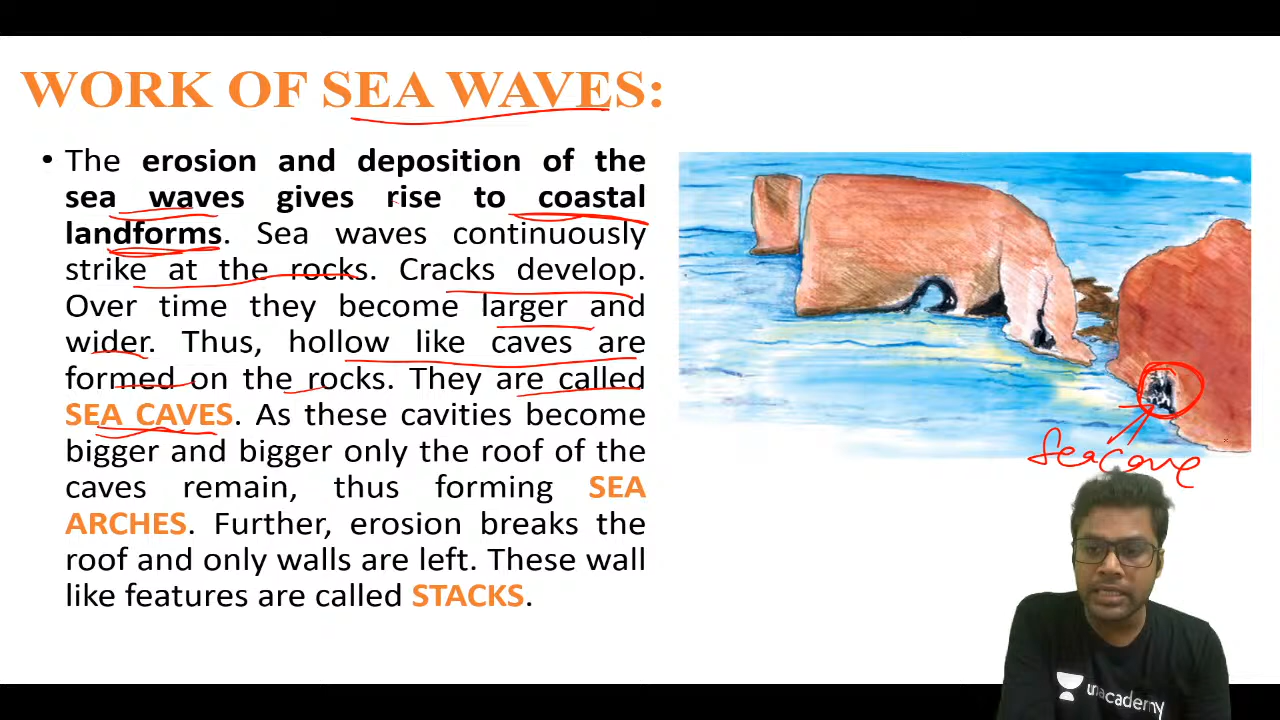 WORK OF SEA WAVES:
• The erosion and deposition of the
sea waves gives rise to coastal
landforms. Sea waves continuously
strike at the rocks. Cracks develop.
Over time they become larger and
wider. Thus, hollow like caves are
formed on the rocks. They are called
SEA CAVES. As these cavities become
bigger and bigger only the roof of the
caves remain, thus forming SEA
ARCHES. Further, erosion breaks the
roof and only walls are left. These wall
like features are called STACKS.
Sea cave
unacademy